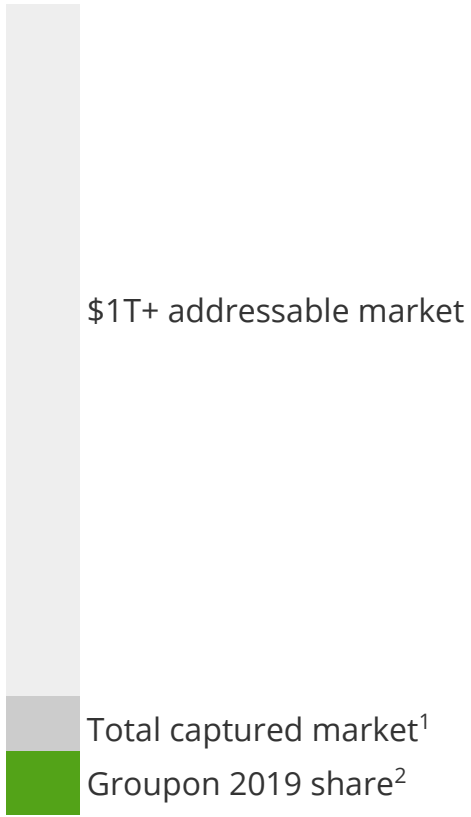 $1T+ addressable market
Total captured market¹
Groupon 2019 share²